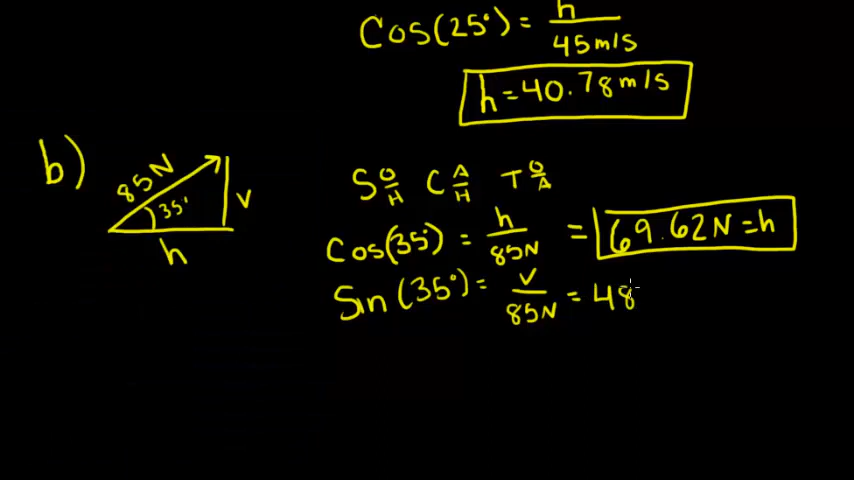 Cos(25°) = h/45m/s
h=40.78m/s
b)
85N
35°
v
h
S O/H C A/H T O/A
Cos(35°) = h/85N = 69.62N=h
Sin(35°) = v/85N = 48